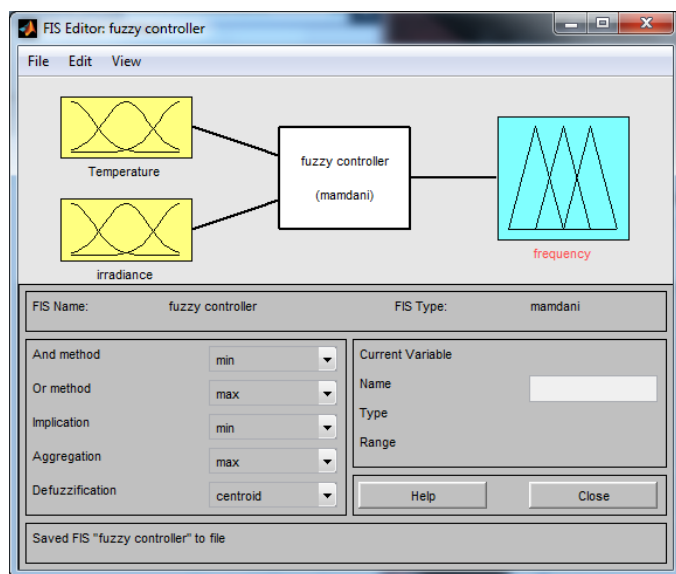 FIS Editor: fuzzy controller
File Edit View
Temperature
irradiance
fuzzy controller
(mamdani)
frequency
FIS Name: fuzzy controller FIS Type: mamdani
And method min
Or method max
Implication min
Aggregation max
Defuzzification centroid
Current Variable
Name
Type
Range
Help Close
Saved FIS "fuzzy controller" to file